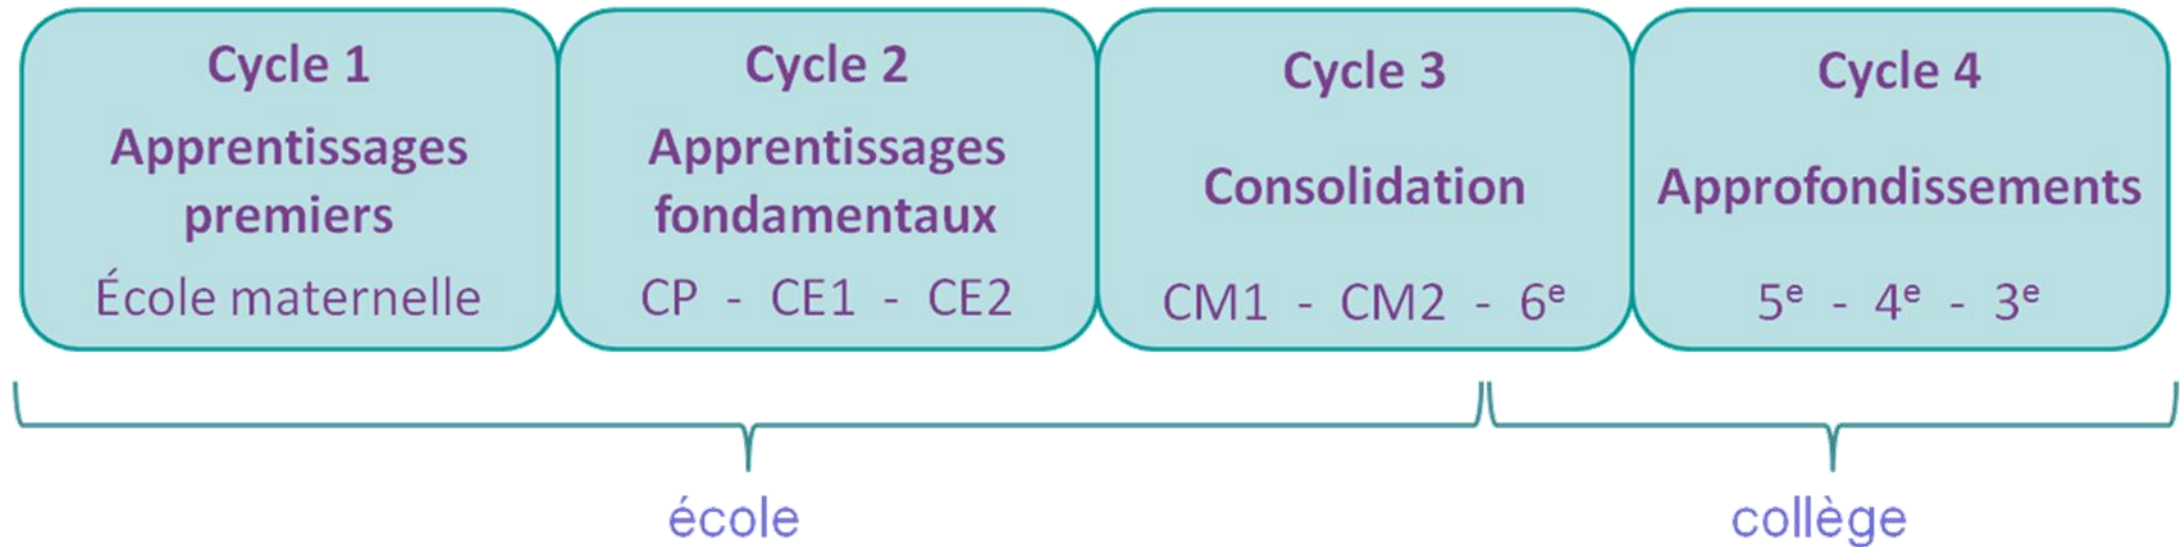 Cycle 1
Apprentissages
premiers
École maternelle
Cycle 2
Apprentissages
fondamentaux
CP - CE1 - CE2
Cycle 3
Consolidation
CM1 - CM2 - 6ᵉ
Cycle 4
Approfondissements
5ᵉ - 4ᵉ - 3ᵉ
école
collège